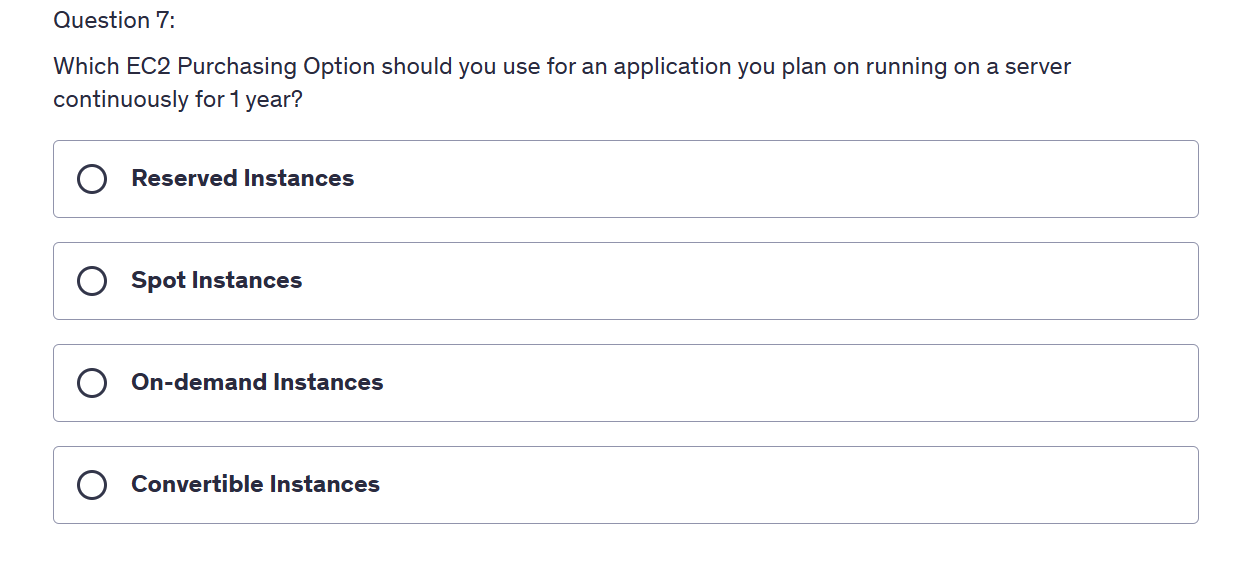 Question 7:
Which EC2 Purchasing Option should you use for an application you plan on running on a server
continuously for 1 year?
Reserved Instances
Spot Instances
On-demand Instances
Convertible Instances